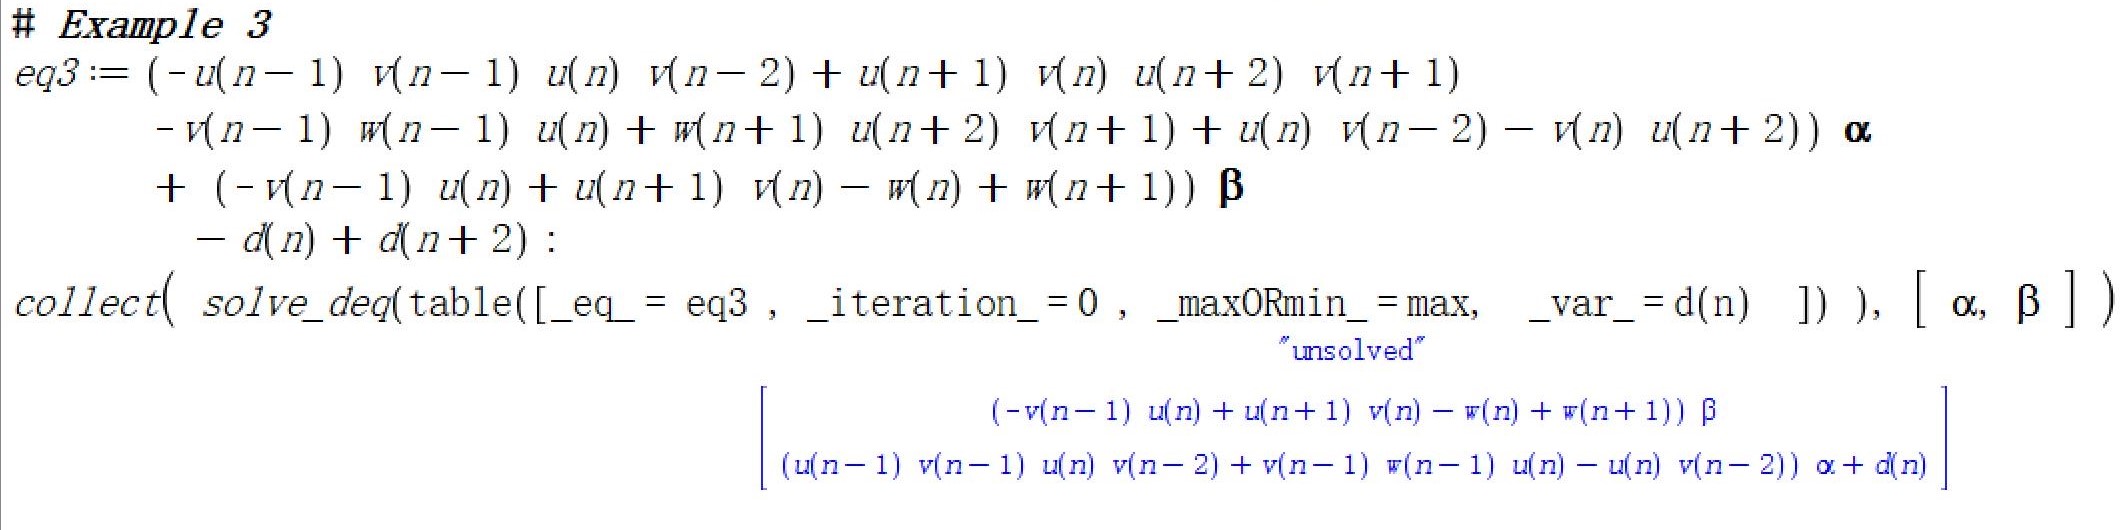 # Example 3
eq3 := (-u(n-1) v(n-1) u(n) v(n-2) + u(n+1) v(n) u(n+2) v(n+1)
-v(n-1) w(n-1) u(n) + w(n+1) u(n+2) v(n+1) + u(n) v(n-2) - v(n) u(n+2)) α
+ (-v(n-1) u(n) + u(n+1) v(n) - w(n) + w(n+1)) β
- d(n) + d(n+2) :
collect( solve_deq(table([_eq_ = eq3 , _iteration_ = 0 , _maxORmin_ = max, _var_ = d(n) ]) ), [ α, β ] )
"unsolved"
(-v(n-1) u(n) + u(n+1) v(n) - w(n) + w(n+1)) β
(u(n-1) v(n-1) u(n) v(n-2) + v(n-1) w(n-1) u(n) - u(n) v(n-2)) α + d(n)